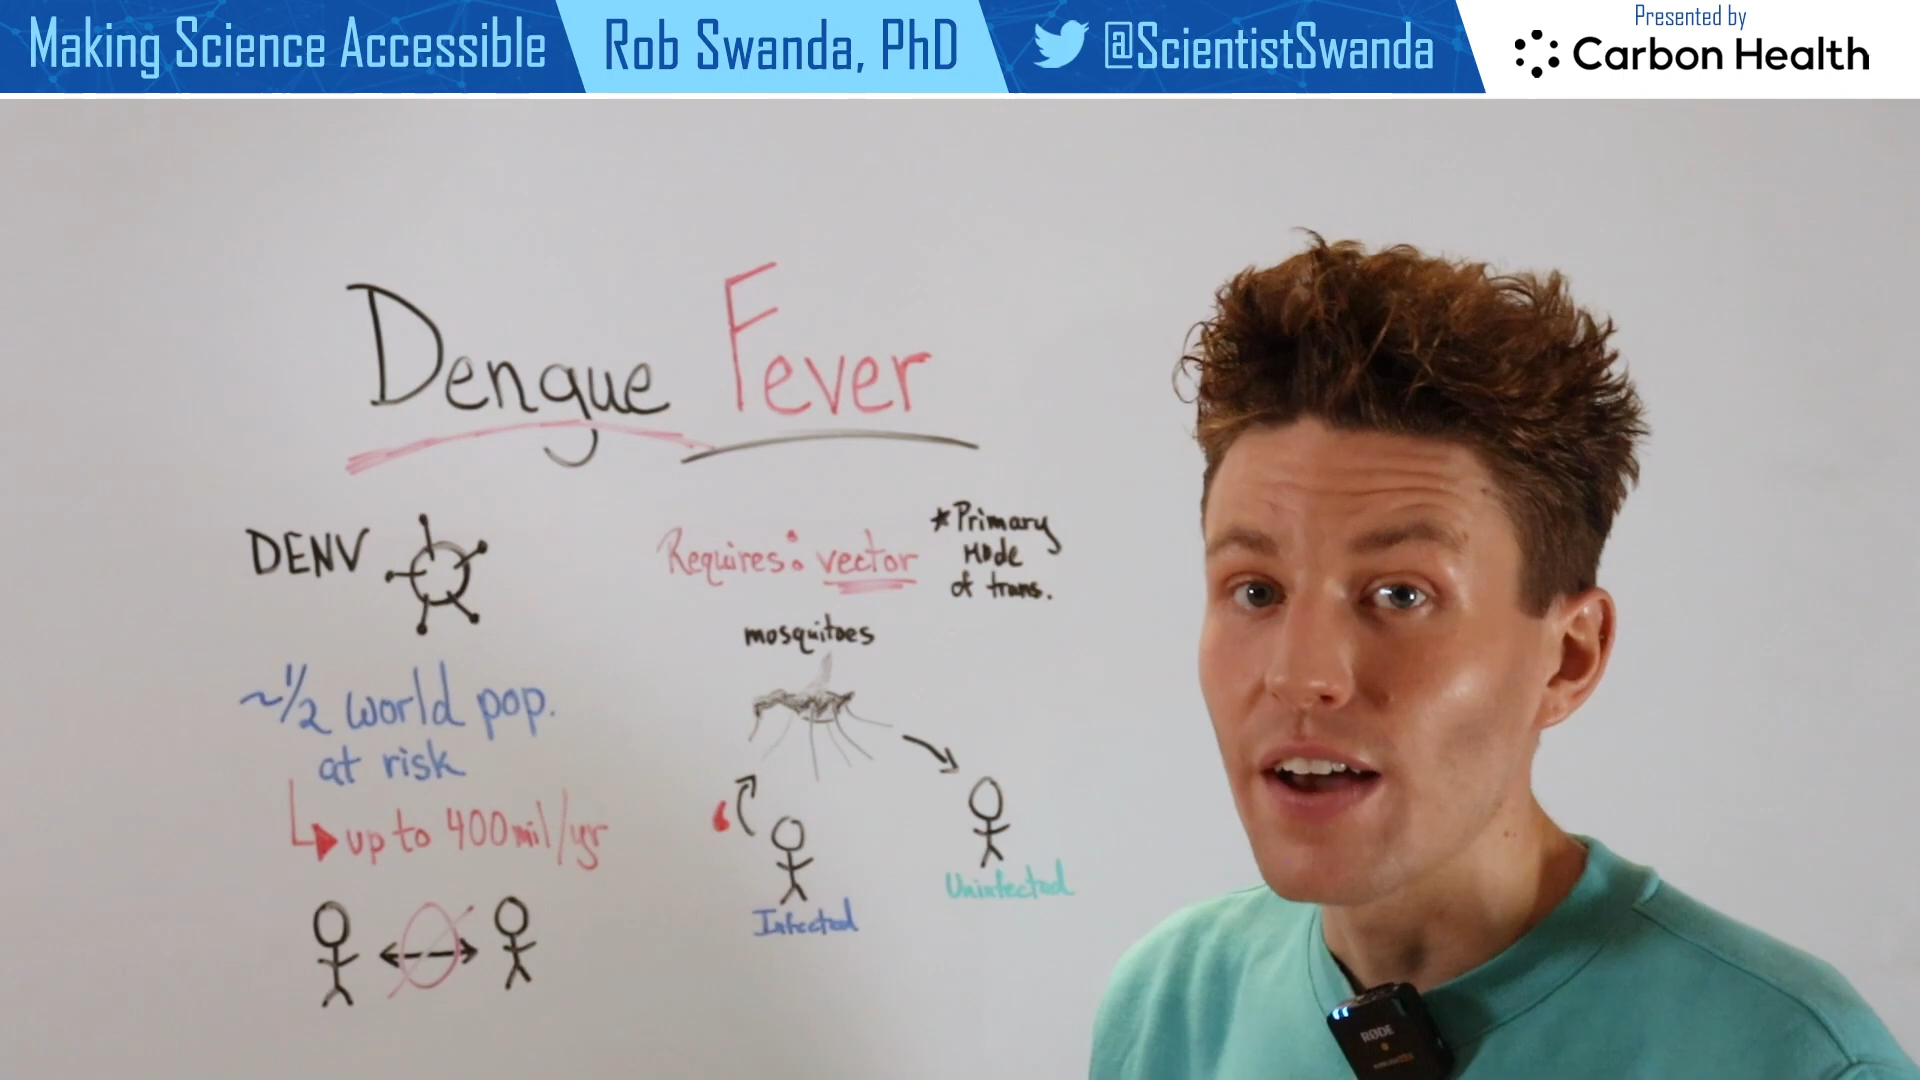 Making Science Accessible
Rob Swanda, PhD
@ScientistSwanda
Presented by
Carbon Health
Dengue Fever
DENV
~1/2 world pop.
at risk
up to 400mil/yr
Requires: vector
*Primary
Mode
of trans.
mosquitoes
Infected
Uninfected
RØDE